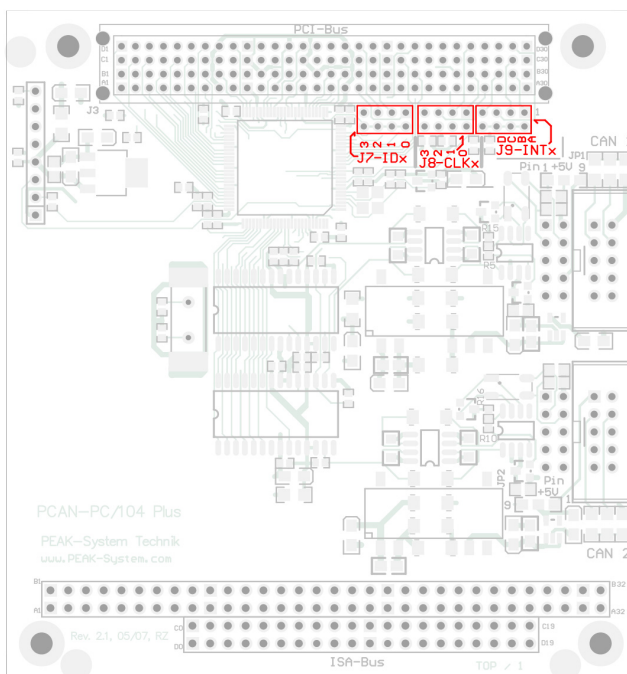 PCI-Bus
D1
D30
C1
C30
B1
B30
A1
A30
J3
1
3 2 1 0
3 2 1 0
D C B A
J7-IDx
J8-CLKx
J9-INTx
CAN
JP1
Pin 1 +5V 9
R15
R5
R16
R10
JP2
Pin
+5V
9
1
PCAN-PC/104 Plus
PEAK-System Technik
www.PEAK-System.com
CAN 2
B1
B32
A1
A32
C0
C19
D0
D19
Rev. 2.1, 05/07, RZ
ISA-Bus
TOP / 1